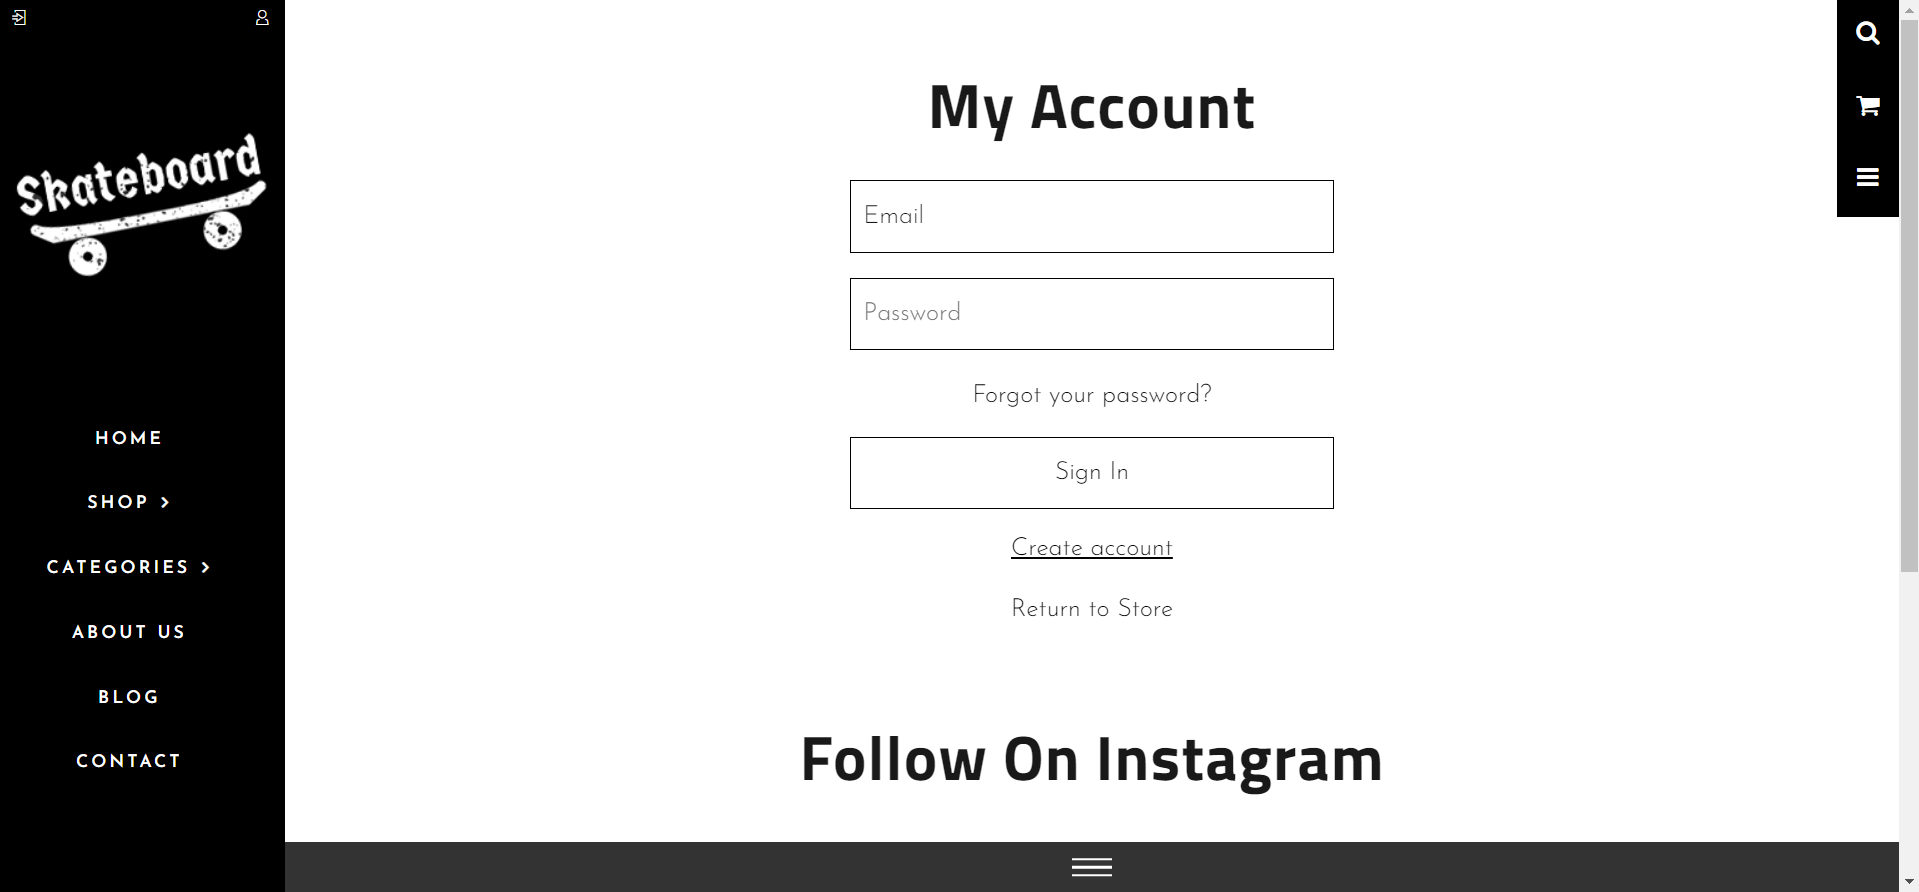 Skateboard
HOME
SHOP
CATEGORIES
ABOUT US
BLOG
CONTACT
My Account
Email
Password
Forgot your password?
Sign In
Create account
Return to Store
Follow On Instagram